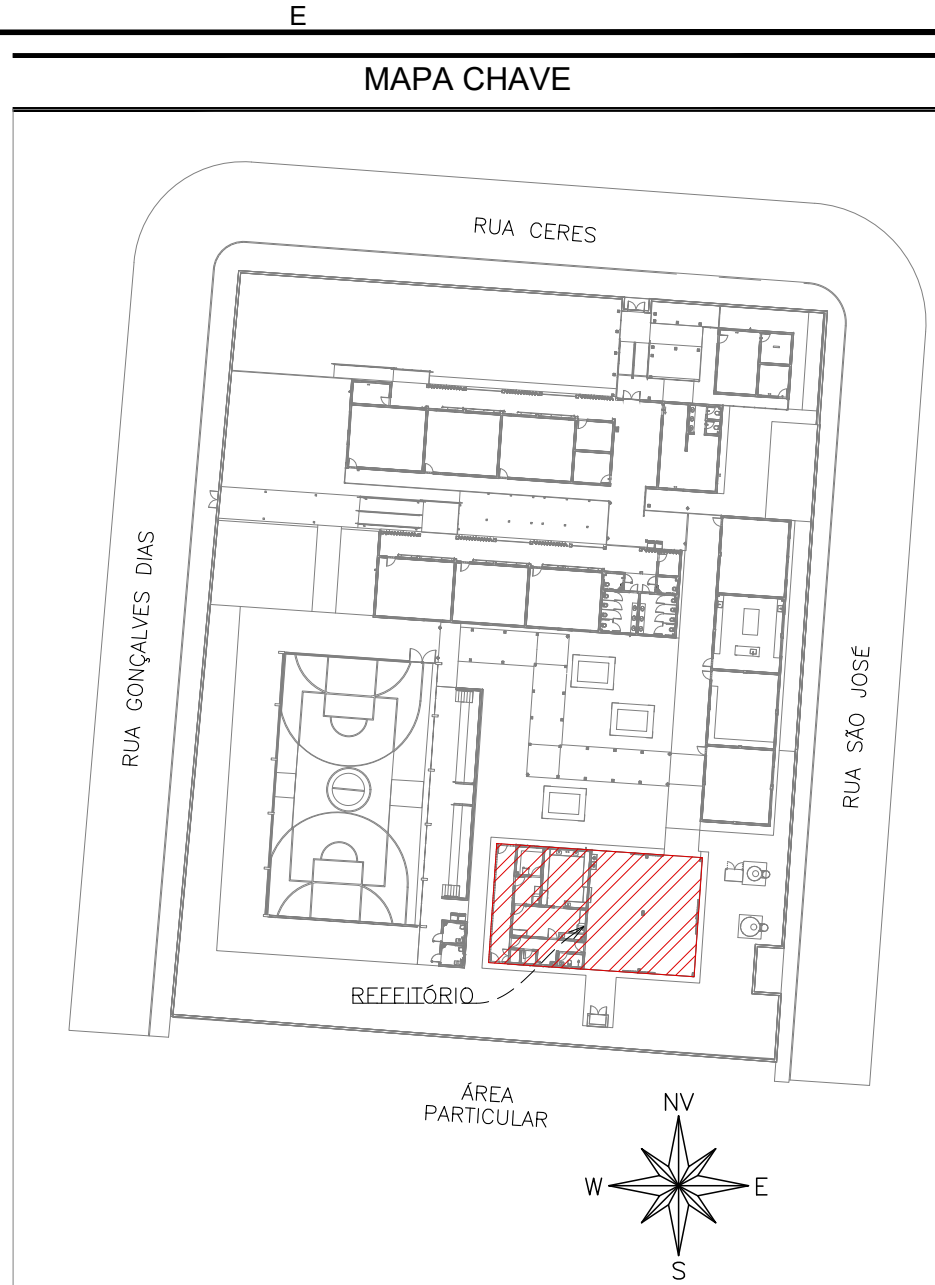 E
MAPA CHAVE
RUA CERES
RUA GONÇALVES DIAS
RUA SÃO JOSÉ
REFEITÓRIO
ÁREA
PARTICULAR
NV
W
E
S